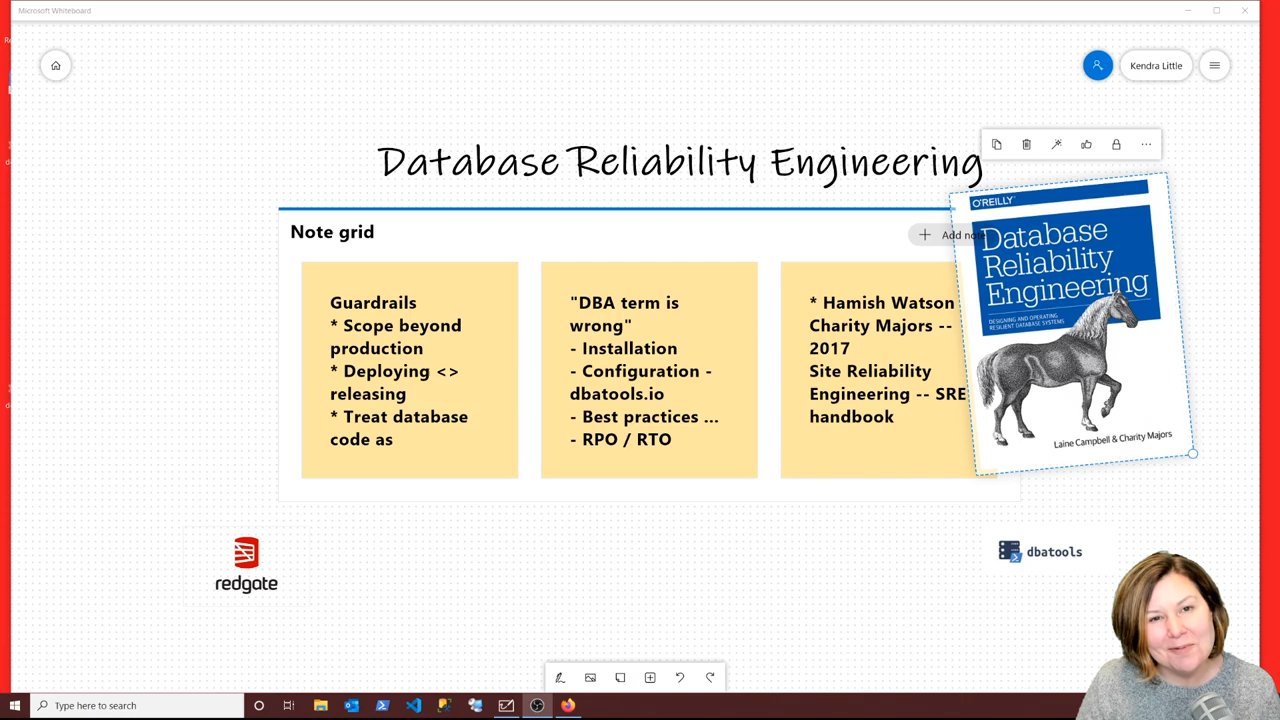 Microsoft Whiteboard
Kendra Little
Database Reliability Engineering
Note grid
Add note
Guardrails
* Scope beyond
production
* Deploying <>
releasing
* Treat database
code as
"DBA term is
wrong"
- Installation
- Configuration -
dbatools.io
- Best practices ...
- RPO / RTO
* Hamish Watson
Charity Majors --
2017
Site Reliability
Engineering -- SRE
handbook
O'REILLY
Database
Reliability
Engineering
DESIGNING AND OPERATING
RESILIENT DATABASE SYSTEMS
Laine Campbell & Charity Majors
redgate
dbatools
Type here to search